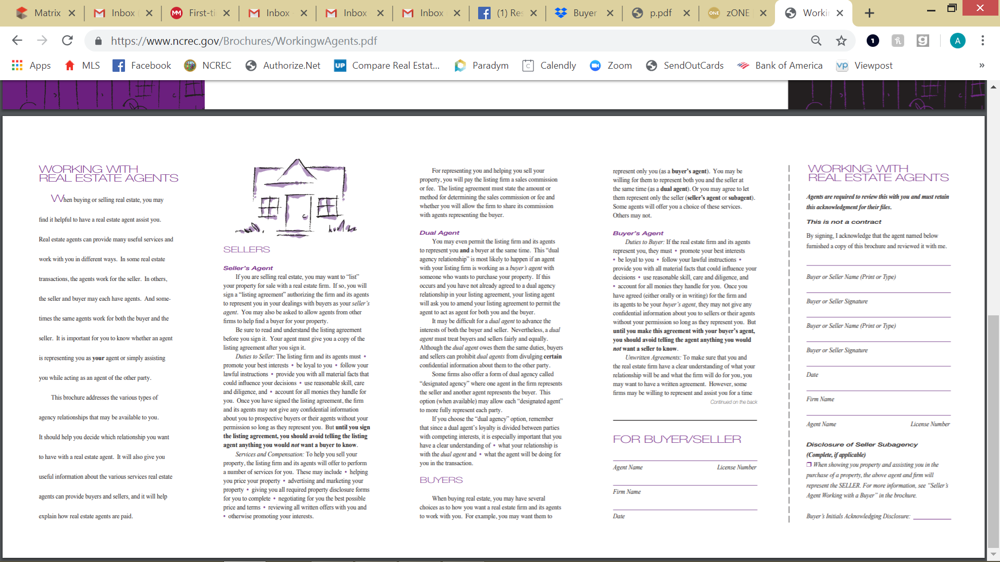 Matrix
Inbox
First-ti
Inbox
Inbox
Inbox
(1) Res
Buyer
p.pdf
ONE
zONE
Workin
https://www.ncrec.gov/Brochures/WorkingwAgents.pdf
A
Apps
MLS
Facebook
NCREC
Authorize.Net
UP
Compare Real Estat...
Paradym
Calendly
Zoom
SendOutCards
Bank of America
vp
Viewpost
»
WORKING WITH
REAL ESTATE AGENTS
When buying or selling real estate, you may
find it helpful to have a real estate agent assist you.
Real estate agents can provide many useful services and
work with you in different ways. In some real estate
transactions, the agents work for the seller. In others,
the seller and buyer may each have agents. And some-
times the same agents work for both the buyer and the
seller. It is important for you to know whether an agent
is representing you as your agent or simply assisting
you while acting as an agent of the other party.
This brochure addresses the various types of
agency relationships that may be available to you.
It should help you decide which relationship you want
to have with a real estate agent. It will also give you
useful information about the various services real estate
agents can provide buyers and sellers, and it will help
explain how real estate agents are paid.
SELLERS
Seller's Agent
If you are selling real estate, you may want to “list”
your property for sale with a real estate firm. If so, you will
sign a “listing agreement” authorizing the firm and its agents
to represent you in your dealings with buyers as your seller's
agent. You may also be asked to allow agents from other
firms to help find a buyer for your property.
Be sure to read and understand the listing agreement
before you sign it. Your agent must give you a copy of the
listing agreement after you sign it.
Duties to Seller: The listing firm and its agents must •
promote your best interests • be loyal to you • follow your
lawful instructions • provide you with all material facts that
could influence your decisions • use reasonable skill, care
and diligence, and • account for all monies they handle for
you. Once you have signed the listing agreement, the firm
and its agents may not give any confidential information
about you to prospective buyers or their agents without your
permission so long as they represent you. But until you sign
the listing agreement, you should avoid telling the listing
agent anything you would not want a buyer to know.
Services and Compensation: To help you sell your
property, the listing firm and its agents will offer to perform
a number of services for you. These may include • helping
you price your property • advertising and marketing your
property • giving you all required property disclosure forms
for you to complete • negotiating for you the best possible
price and terms • reviewing all written offers with you and
• otherwise promoting your interests.
For representing you and helping you sell your
property, you will pay the listing firm a sales commission
or fee. The listing agreement must state the amount or
method for determining the sales commission or fee and
whether you will allow the firm to share its commission
with agents representing the buyer.
Dual Agent
You may even permit the listing firm and its agents
to represent you and a buyer at the same time. This “dual
agency relationship” is most likely to happen if an agent
with your listing firm is working as a buyer's agent with
someone who wants to purchase your property. If this
occurs and you have not already agreed to a dual agency
relationship in your listing agreement, your listing agent
will ask you to amend your listing agreement to permit the
agent to act as agent for both you and the buyer.
It may be difficult for a dual agent to advance the
interests of both the buyer and seller. Nevertheless, a dual
agent must treat buyers and sellers fairly and equally.
Although the dual agent owes them the same duties, buyers
and sellers can prohibit dual agents from divulging certain
confidential information about them to the other party.
Some firms also offer a form of dual agency called
“designated agency” where one agent in the firm represents
the seller and another agent represents the buyer. This
option (when available) may allow each “designated agent”
to more fully represent each party.
If you choose the “dual agency” option, remember
that since a dual agent's loyalty is divided between parties
with competing interests, it is especially important that you
have a clear understanding of • what your relationship is
with the dual agent and • what the agent will be doing for
you in the transaction.
BUYERS
When buying real estate, you may have several
choices as to how you want a real estate firm and its agents
to work with you. For example, you may want them to
represent only you (as a buyer's agent). You may be
willing for them to represent both you and the seller at
the same time (as a dual agent). Or you may agree to let
them represent only the seller (seller's agent or subagent).
Some agents will offer you a choice of these services.
Others may not.
Buyer's Agent
Duties to Buyer: If the real estate firm and its agents
represent you, they must • promote your best interests
• be loyal to you • follow your lawful instructions •
provide you with all material facts that could influence your
decisions • use reasonable skill, care and diligence, and
• account for all monies they handle for you. Once you
have agreed (either orally or in writing) for the firm and
its agents to be your buyer's agent, they may not give any
confidential information about you to sellers or their agents
without your permission so long as they represent you. But
until you make this agreement with your buyer's agent,
you should avoid telling the agent anything you would
not want a seller to know.
Unwritten Agreements: To make sure that you and
the real estate firm have a clear understanding of what your
relationship will be and what the firm will do for you, you
may want to have a written agreement. However, some
firms may be willing to represent and assist you for a time
Continued on the back
FOR BUYER/SELLER
Agent Name License Number
Firm Name
Date
WORKING WITH
REAL ESTATE AGENTS
Agents are required to review this with you and must retain
this acknowledgment for their files.
This is not a contract
By signing, I acknowledge that the agent named below
furnished a copy of this brochure and reviewed it with me.
Buyer or Seller Name (Print or Type)
Buyer or Seller Signature
Buyer or Seller Name (Print or Type)
Buyer or Seller Signature
Date
Firm Name
Agent Name License Number
Disclosure of Seller Subagency
(Complete, if applicable)
❒ When showing you property and assisting you in the
purchase of a property, the above agent and firm will
represent the SELLER. For more information, see “Seller's
Agent Working with a Buyer” in the brochure.
Buyer's Initials Acknowledging Disclosure: